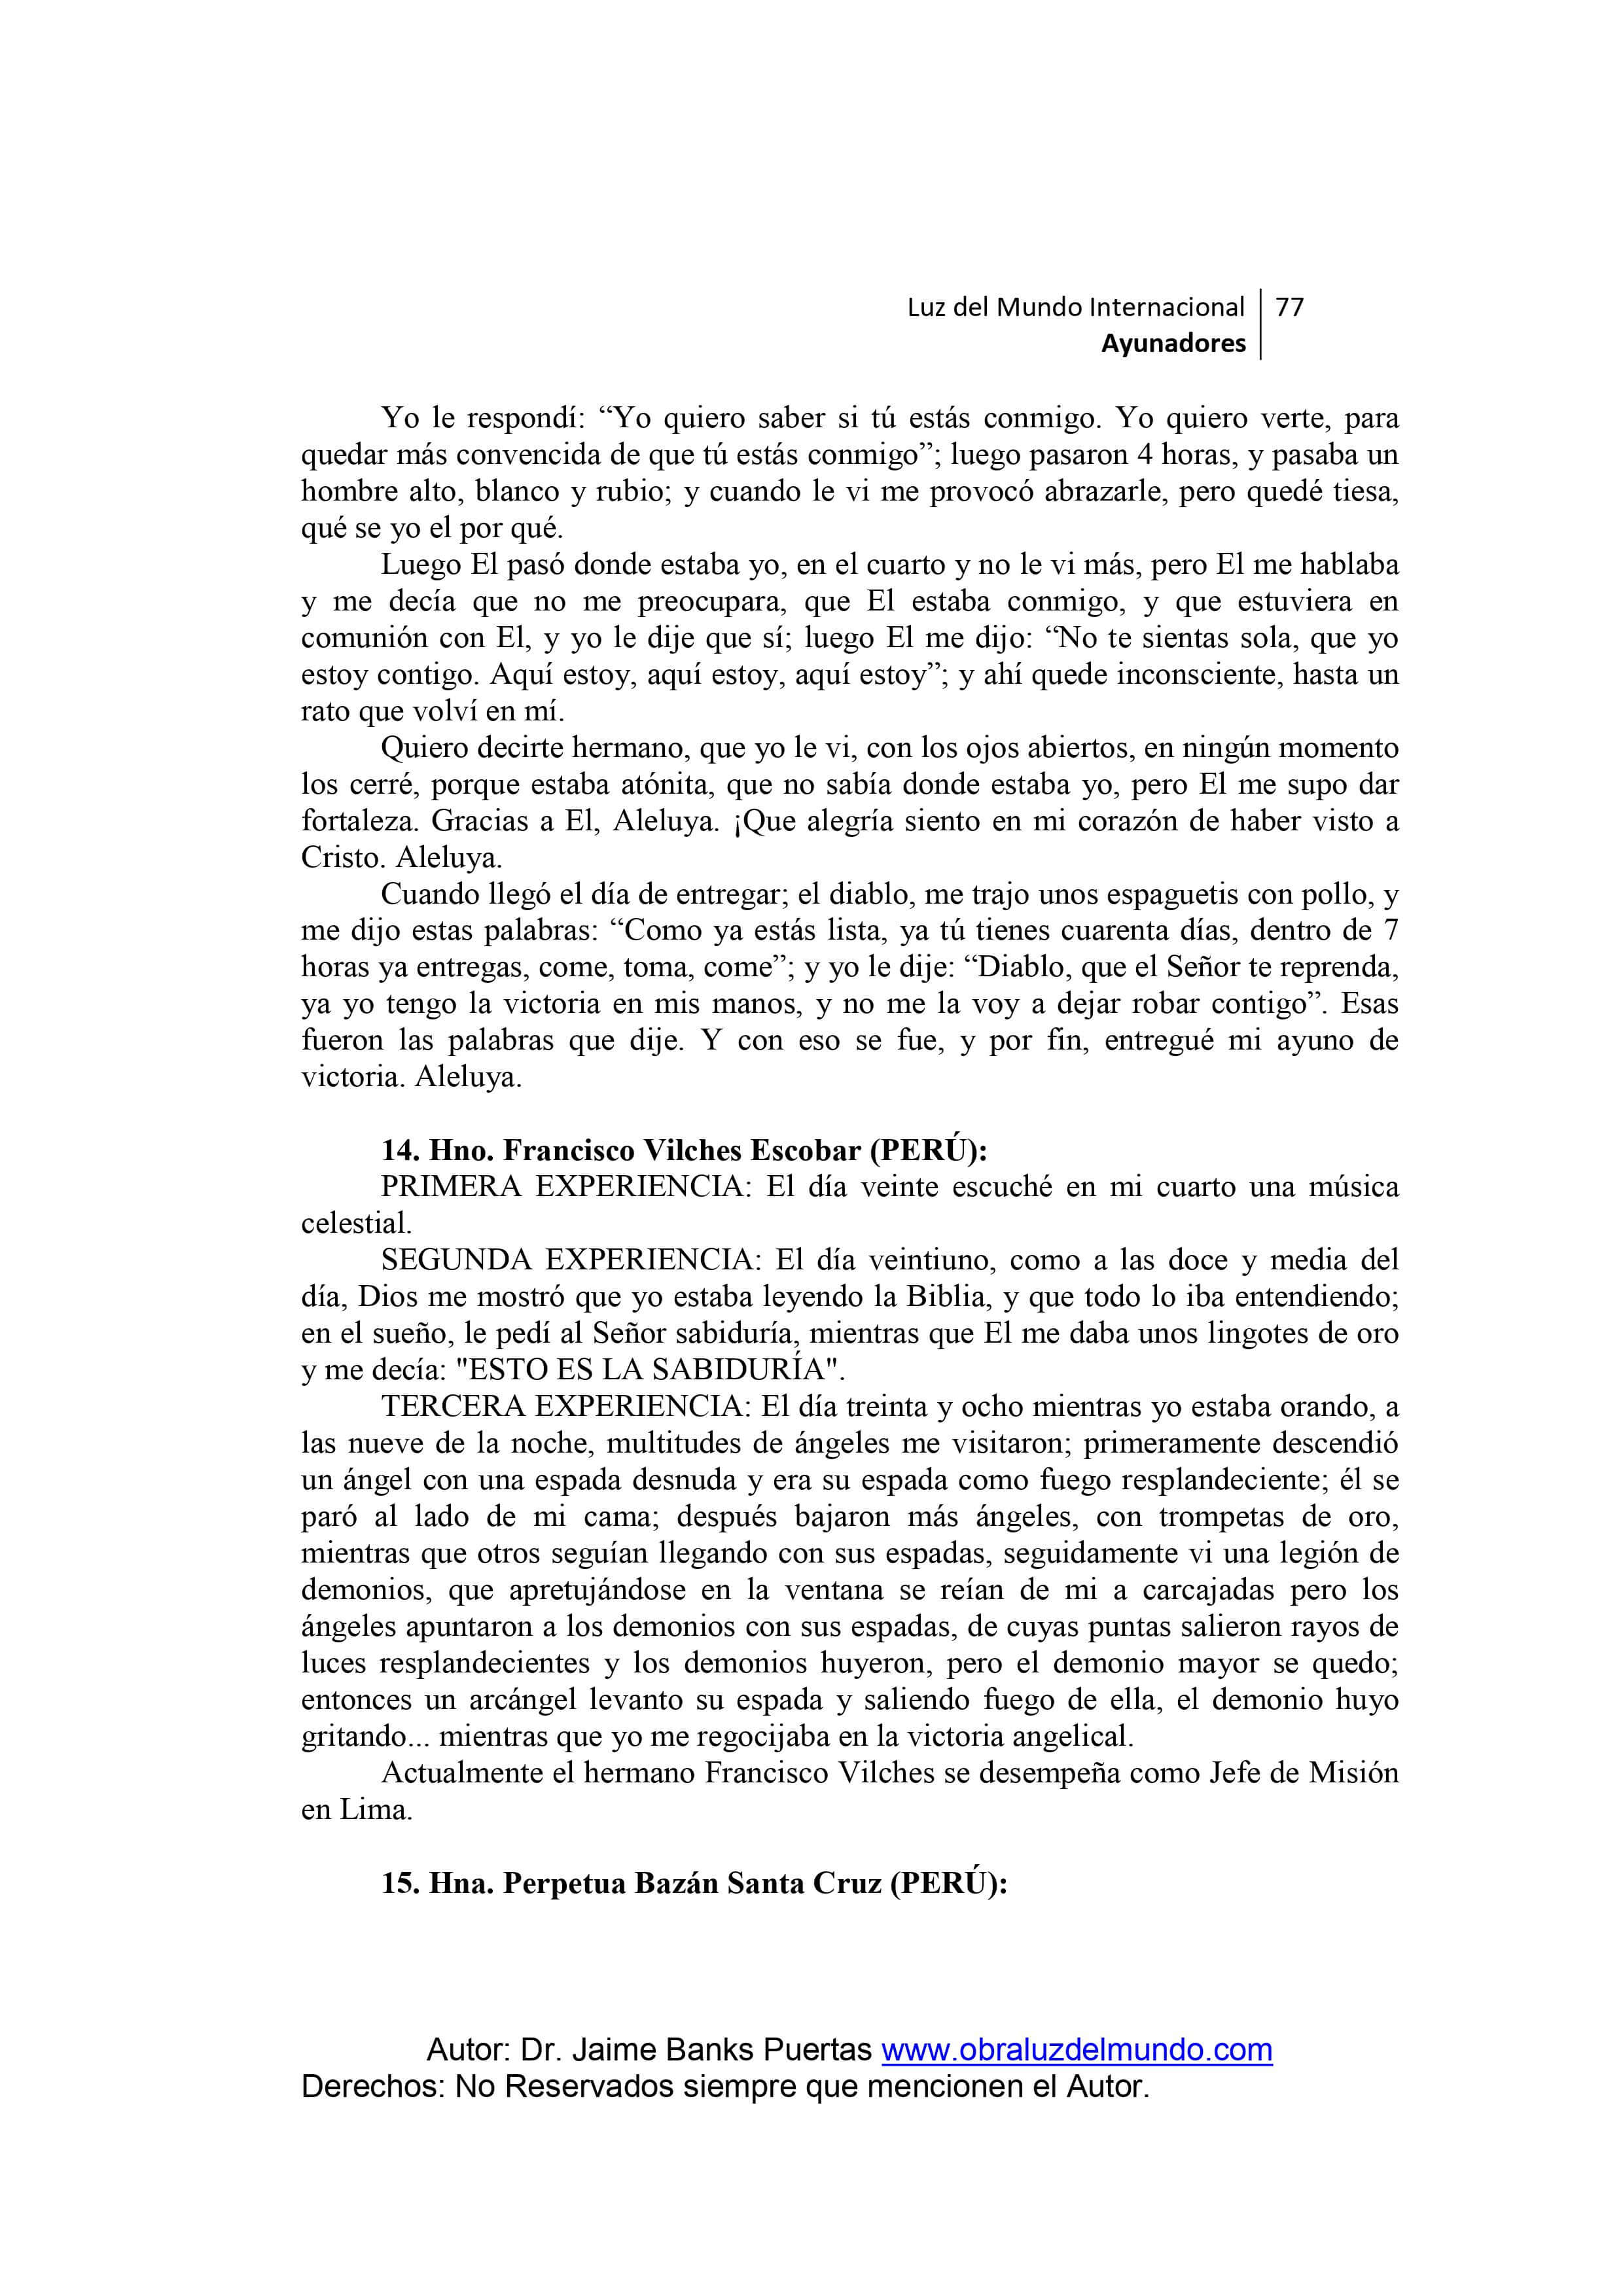 Luz del Mundo Internacional 77
Ayunadores
Yo le respondí: “Yo quiero saber si tú estás conmigo. Yo quiero verte, para
quedar más convencida de que tú estás conmigo”; luego pasaron 4 horas, y pasaba un
hombre alto, blanco y rubio; y cuando le vi me provocó abrazarle, pero quedé tiesa,
qué se yo el por qué.
Luego El pasó donde estaba yo, en el cuarto y no le vi más, pero El me hablaba
y me decía que no me preocupara, que El estaba conmigo, y que estuviera en
comunión con El, y yo le dije que sí; luego El me dijo: “No te sientas sola, que yo
estoy contigo. Aquí estoy, aquí estoy, aquí estoy”; y ahí quede inconsciente, hasta un
rato que volví en mí.
Quiero decirte hermano, que yo le vi, con los ojos abiertos, en ningún momento
los cerré, porque estaba atónita, que no sabía donde estaba yo, pero El me supo dar
fortaleza. Gracias a El, Aleluya. ¡Que alegría siento en mi corazón de haber visto a
Cristo. Aleluya.
Cuando llegó el día de entregar; el diablo, me trajo unos espaguetis con pollo, y
me dijo estas palabras: “Como ya estás lista, ya tú tienes cuarenta días, dentro de 7
horas ya entregas, come, toma, come”; y yo le dije: “Diablo, que el Señor te reprenda,
ya yo tengo la victoria en mis manos, y no me la voy a dejar robar contigo”. Esas
fueron las palabras que dije. Y con eso se fue, y por fin, entregué mi ayuno de
victoria. Aleluya.
14. Hno. Francisco Vilches Escobar (PERÚ):
PRIMERA EXPERIENCIA: El día veinte escuché en mi cuarto una música
celestial.
SEGUNDA EXPERIENCIA: El día veintiuno, como a las doce y media del
día, Dios me mostró que yo estaba leyendo la Biblia, y que todo lo iba entendiendo;
en el sueño, le pedí al Señor sabiduría, mientras que El me daba unos lingotes de oro
y me decía: "ESTO ES LA SABIDURÍA".
TERCERA EXPERIENCIA: El día treinta y ocho mientras yo estaba orando, a
las nueve de la noche, multitudes de ángeles me visitaron; primeramente descendió
un ángel con una espada desnuda y era su espada como fuego resplandeciente; él se
paró al lado de mi cama; después bajaron más ángeles, con trompetas de oro,
mientras que otros seguían llegando con sus espadas, seguidamente vi una legión de
demonios, que apretujándose en la ventana se reían de mi a carcajadas pero los
ángeles apuntaron a los demonios con sus espadas, de cuyas puntas salieron rayos de
luces resplandecientes y los demonios huyeron, pero el demonio mayor se quedo;
entonces un arcángel levanto su espada y saliendo fuego de ella, el demonio huyo
gritando... mientras que yo me regocijaba en la victoria angelical.
Actualmente el hermano Francisco Vilches se desempeña como Jefe de Misión
en Lima.
15. Hna. Perpetua Bazán Santa Cruz (PERÚ):
Autor: Dr. Jaime Banks Puertas www.obraluzdelmundo.com
Derechos: No Reservados siempre que mencionen el Autor.